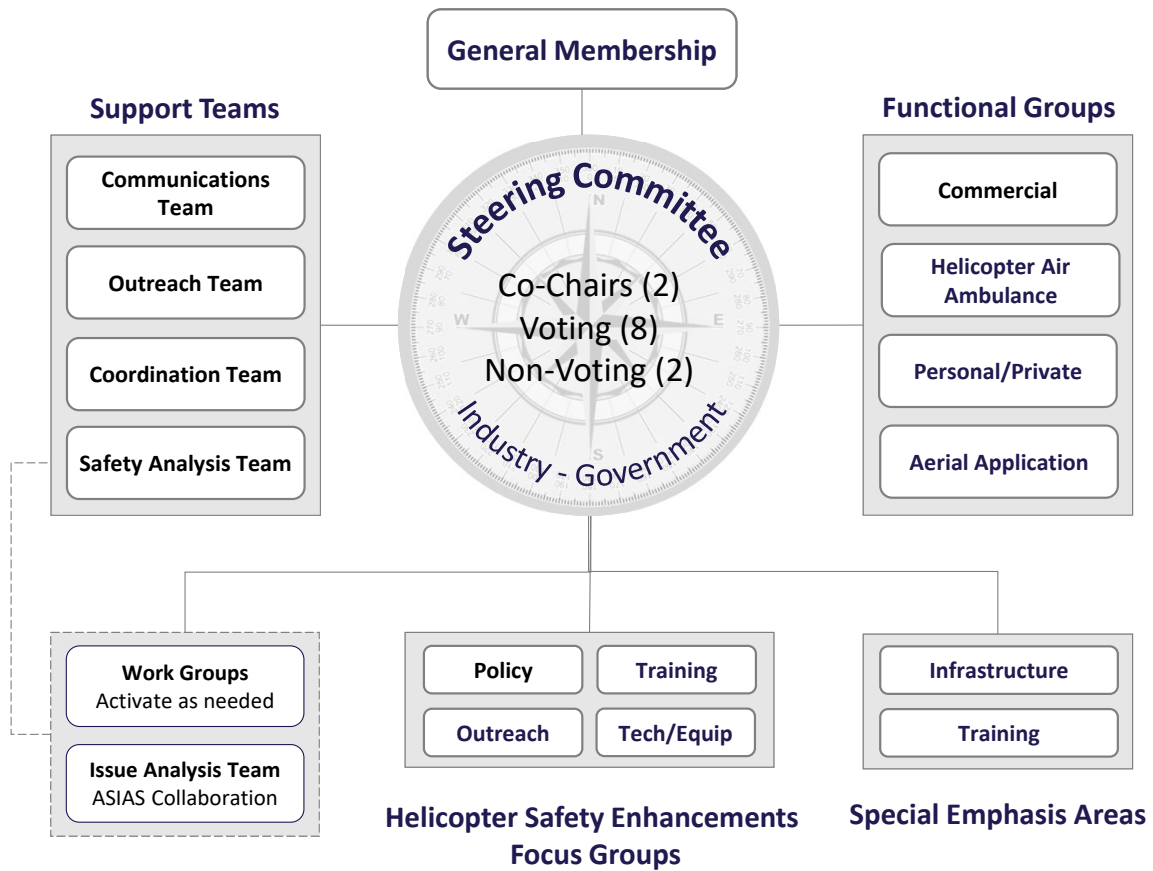 General Membership
Support Teams
Communications
Team
Outreach Team
Coordination Team
Safety Analysis Team
Steering Committee
N
W
E
S
Co-Chairs (2)
Voting (8)
Non-Voting (2)
Industry - Government
Functional Groups
Commercial
Helicopter Air
Ambulance
Personal/Private
Aerial Application
Work Groups
Activate as needed
Issue Analysis Team
ASIAS Collaboration
Policy
Training
Outreach
Tech/Equip
Helicopter Safety Enhancements
Focus Groups
Infrastructure
Training
Special Emphasis Areas